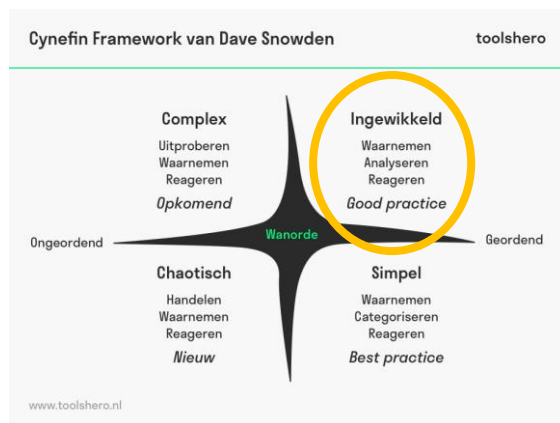 Cynefin Framework van Dave Snowden
toolshero
Complex
Uitproberen
Waarnemen
Reageren
Opkomend
Ingewikkeld
Waarnemen
Analyseren
Reageren
Good practice
Ongeordend
Wanorde
Geordend
Chaotisch
Handelen
Waarnemen
Reageren
Nieuw
Simpel
Waarnemen
Categoriseren
Reageren
Best practice
www.toolshero.nl